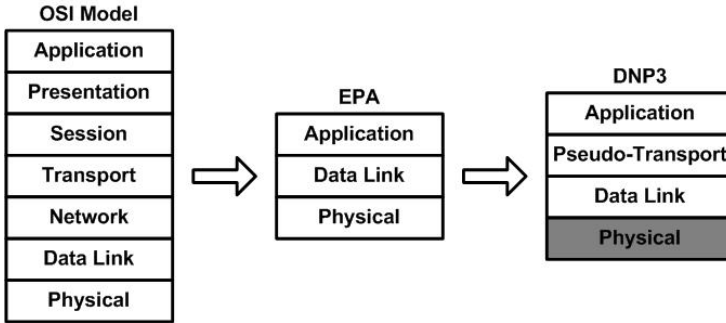 OSI Model
Application
Presentation
Session
Transport
Network
Data Link
Physical
EPA
Application
Data Link
Physical
DNP3
Application
Pseudo-Transport
Data Link
Physical